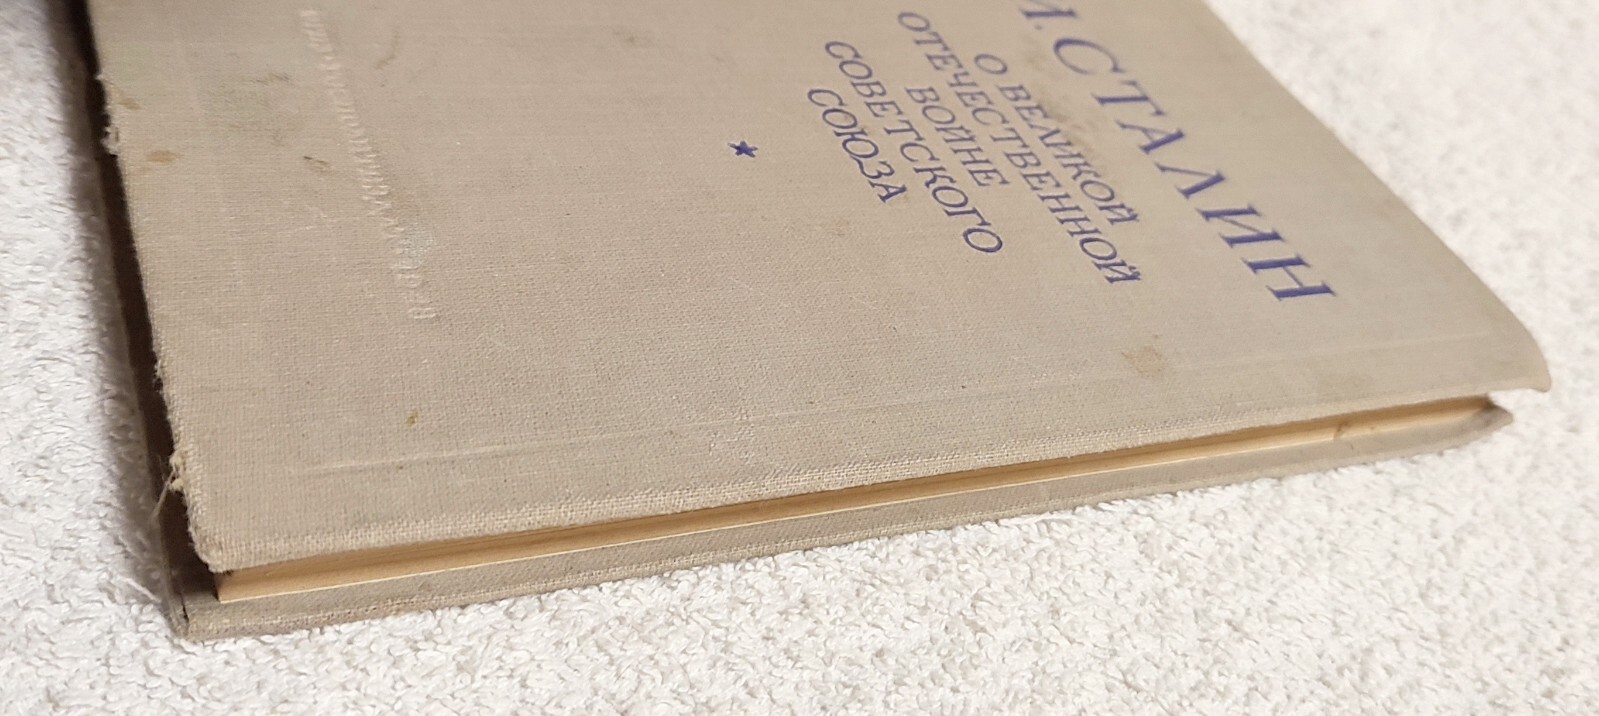 И. СТАЛИН
О ВЕЛИКОЙ
ОТЕЧЕСТВЕННОЙ
ВОЙНЕ
СОВЕТСКОГО
СОЮЗА